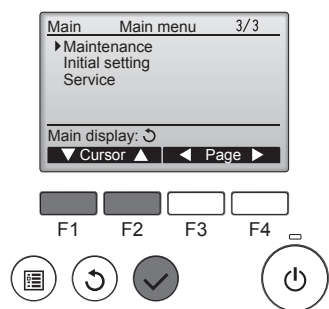 Main Main menu 3/3
Maintenance
Initial setting
Service
Main display:
Cursor Page
F1 F2 F3 F4